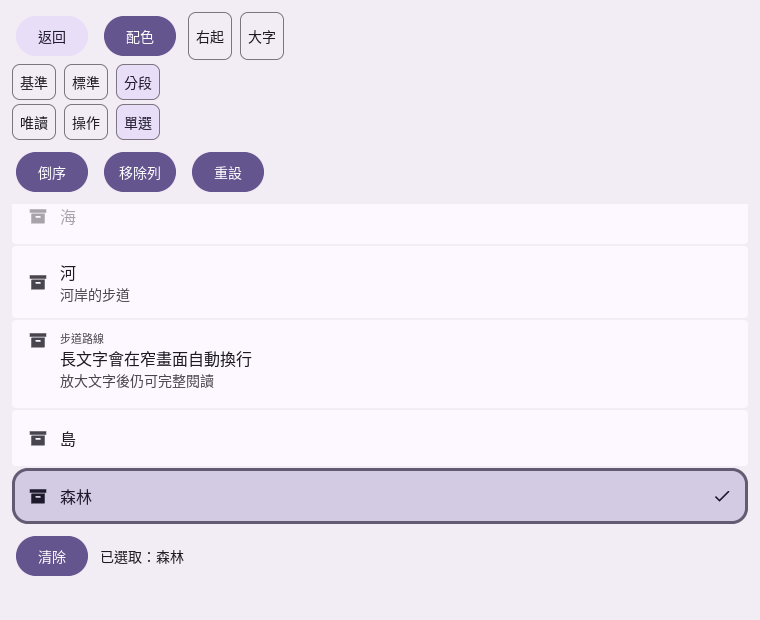 返回 配色 右起 大字
基準 標準 分段
唯讀 操作 單選
倒序 移除列 重設
海
河
河岸的步道
步道路線
長文字會在窄畫面自動換行
放大文字後仍可完整閱讀
島
森林
清除 已選取：森林